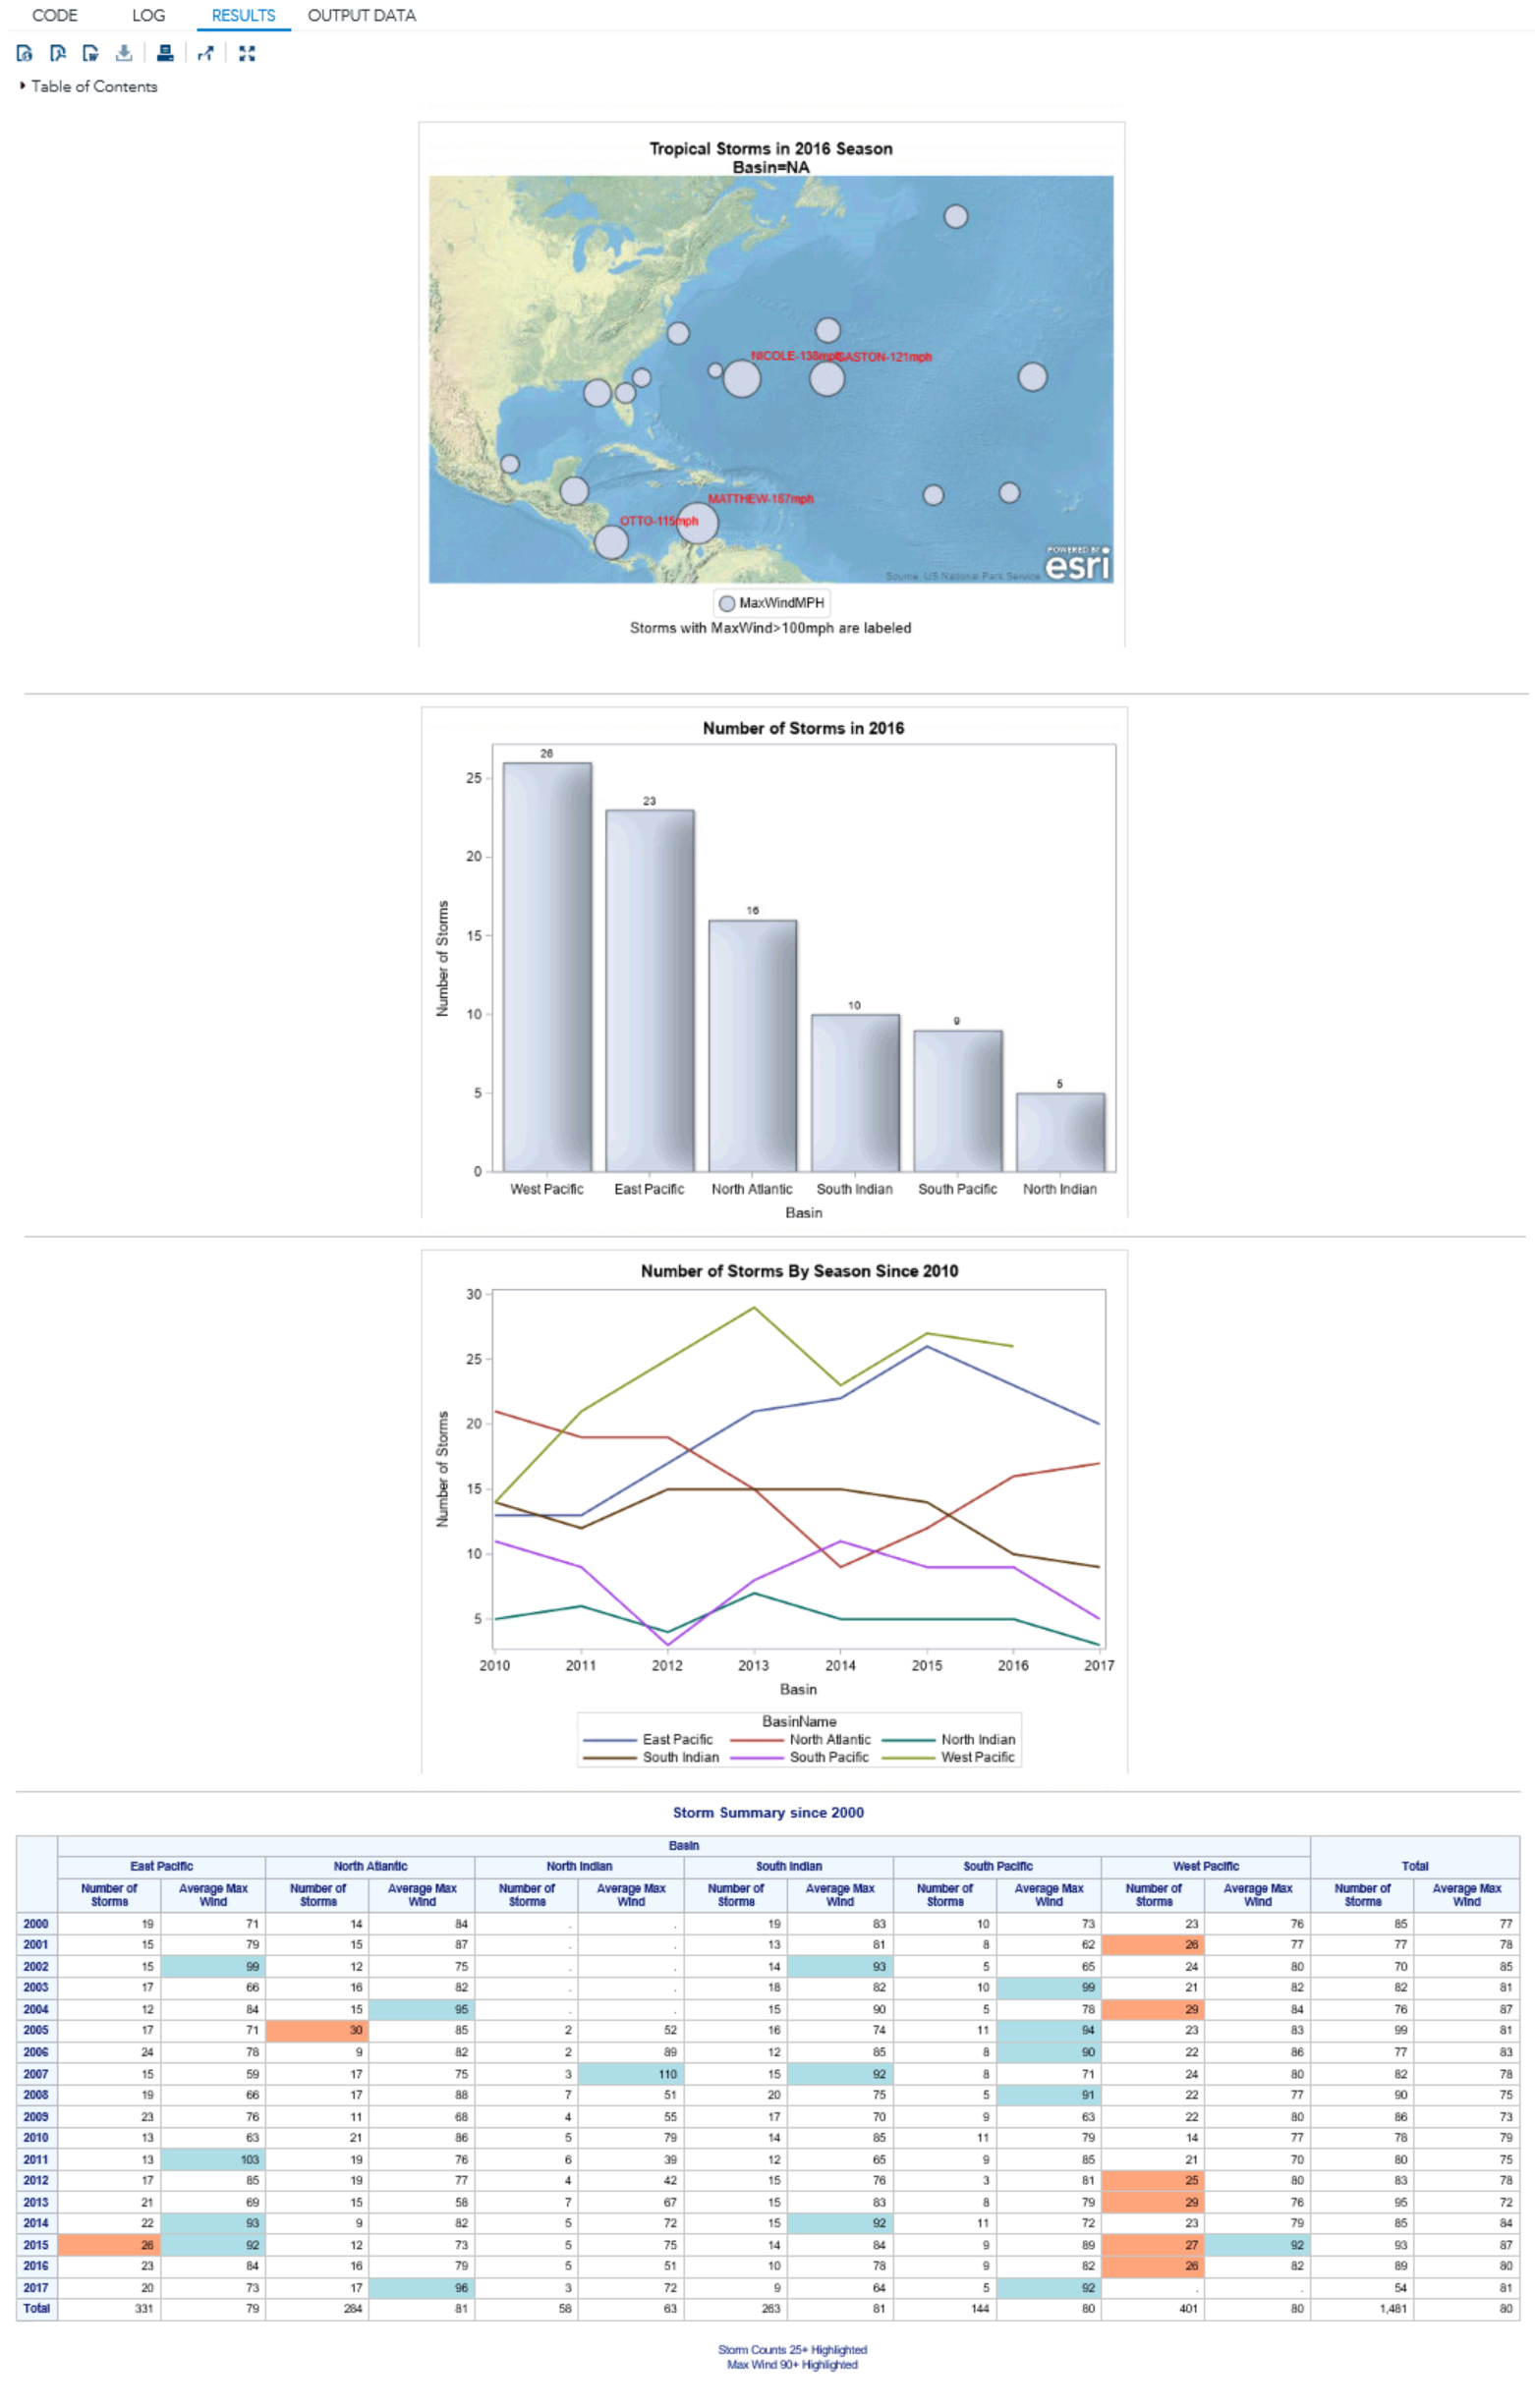 CODE LOG RESULTS OUTPUT DATA
Table of Contents
Tropical Storms in 2016 Season
Basin=NA
NICOLE-138mph GASTON-121mph
MATTHEW-167mph
OTTO-115mph
POWERED BY
esri
Source: US National Park Service
MaxWindMPH
Storms with MaxWind>100mph are labeled
Number of Storms in 2016
Number of Storms
25
20
15
10
5
0
26
23
16
10
9
5
West Pacific East Pacific North Atlantic South Indian South Pacific North Indian
Basin
Number of Storms By Season Since 2010
Number of Storms
30
25
20
15
10
5
2010 2011 2012 2013 2014 2015 2016 2017
Basin
BasinName
East Pacific North Atlantic North Indian
South Indian South Pacific West Pacific
Storm Summary since 2000
Basin
East Pacific North Atlantic North Indian South Indian South Pacific West Pacific Total
Number of Storms Average Max Wind Number of Storms Average Max Wind Number of Storms Average Max Wind Number of Storms Average Max Wind Number of Storms Average Max Wind Number of Storms Average Max Wind Number of Storms Average Max Wind
2000 19 71 14 84 . . 19 83 10 73 23 76 85 77
2001 15 79 15 87 . . 13 81 8 62 26 77 77 78
2002 15 99 12 75 . . 14 93 5 65 24 80 70 85
2003 17 66 16 82 . . 18 82 10 99 21 82 82 81
2004 12 84 15 95 . . 15 90 5 78 29 84 76 87
2005 17 71 30 85 2 52 16 74 11 94 23 83 99 81
2006 24 78 9 82 2 89 12 85 8 90 22 86 77 83
2007 15 59 17 75 3 110 15 92 8 71 24 80 82 78
2008 19 66 17 88 7 51 20 75 5 91 22 77 90 75
2009 23 76 11 68 4 55 17 70 9 63 22 80 86 73
2010 13 63 21 86 5 79 14 85 11 79 14 77 78 79
2011 13 103 19 76 6 39 12 65 9 85 21 70 80 75
2012 17 85 19 77 4 42 15 76 3 81 25 80 83 78
2013 21 69 15 58 7 67 15 83 8 79 29 76 95 72
2014 22 93 9 82 5 72 15 92 11 72 23 79 85 84
2015 26 92 12 73 5 75 14 84 9 89 27 92 93 87
2016 23 84 16 79 5 51 10 78 9 82 26 82 89 80
2017 20 73 17 96 3 72 9 64 5 92 . . 54 81
Total 331 79 284 81 58 63 263 81 144 80 401 80 1,481 80
Storm Counts 25+ Highlighted
Max Wind 90+ Highlighted